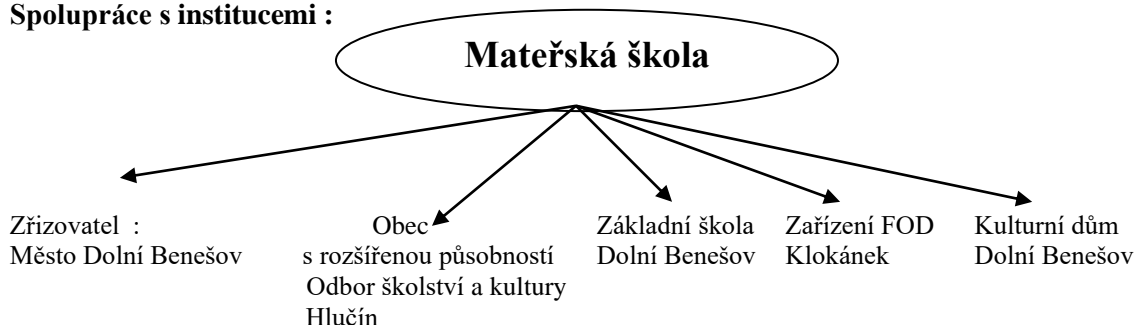 Spolupráce s institucemi :
Mateřská škola
Zřizovatel :
Město Dolní Benešov
Obec
s rozšířenou působností
Odbor školství a kultury
Hlučín
Základní škola
Dolní Benešov
Zařízení FOD
Klokánek
Kulturní dům
Dolní Benešov